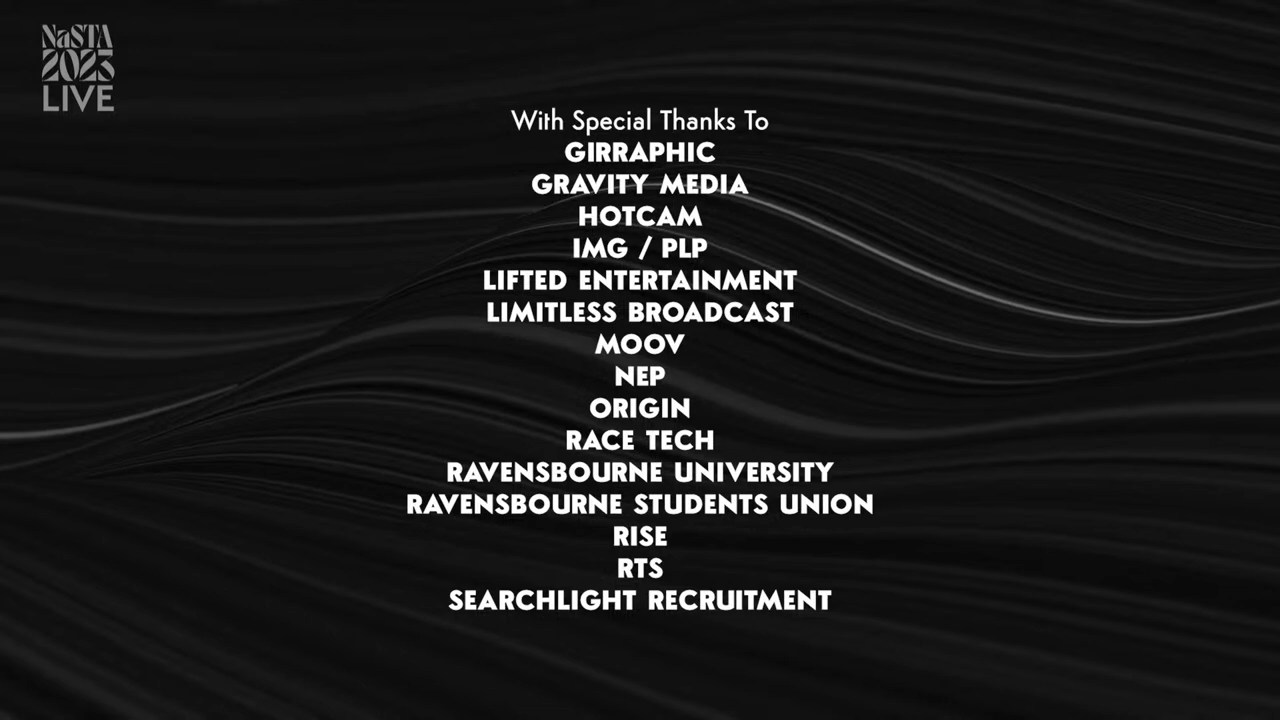 NaSTA
2023
LIVE
With Special Thanks To
GIRRAPHIC
GRAVITY MEDIA
HOTCAM
IMG / PLP
LIFTED ENTERTAINMENT
LIMITLESS BROADCAST
MOOV
NEP
ORIGIN
RACE TECH
RAVENSBOURNE UNIVERSITY
RAVENSBOURNE STUDENTS UNION
RISE
RTS
SEARCHLIGHT RECRUITMENT